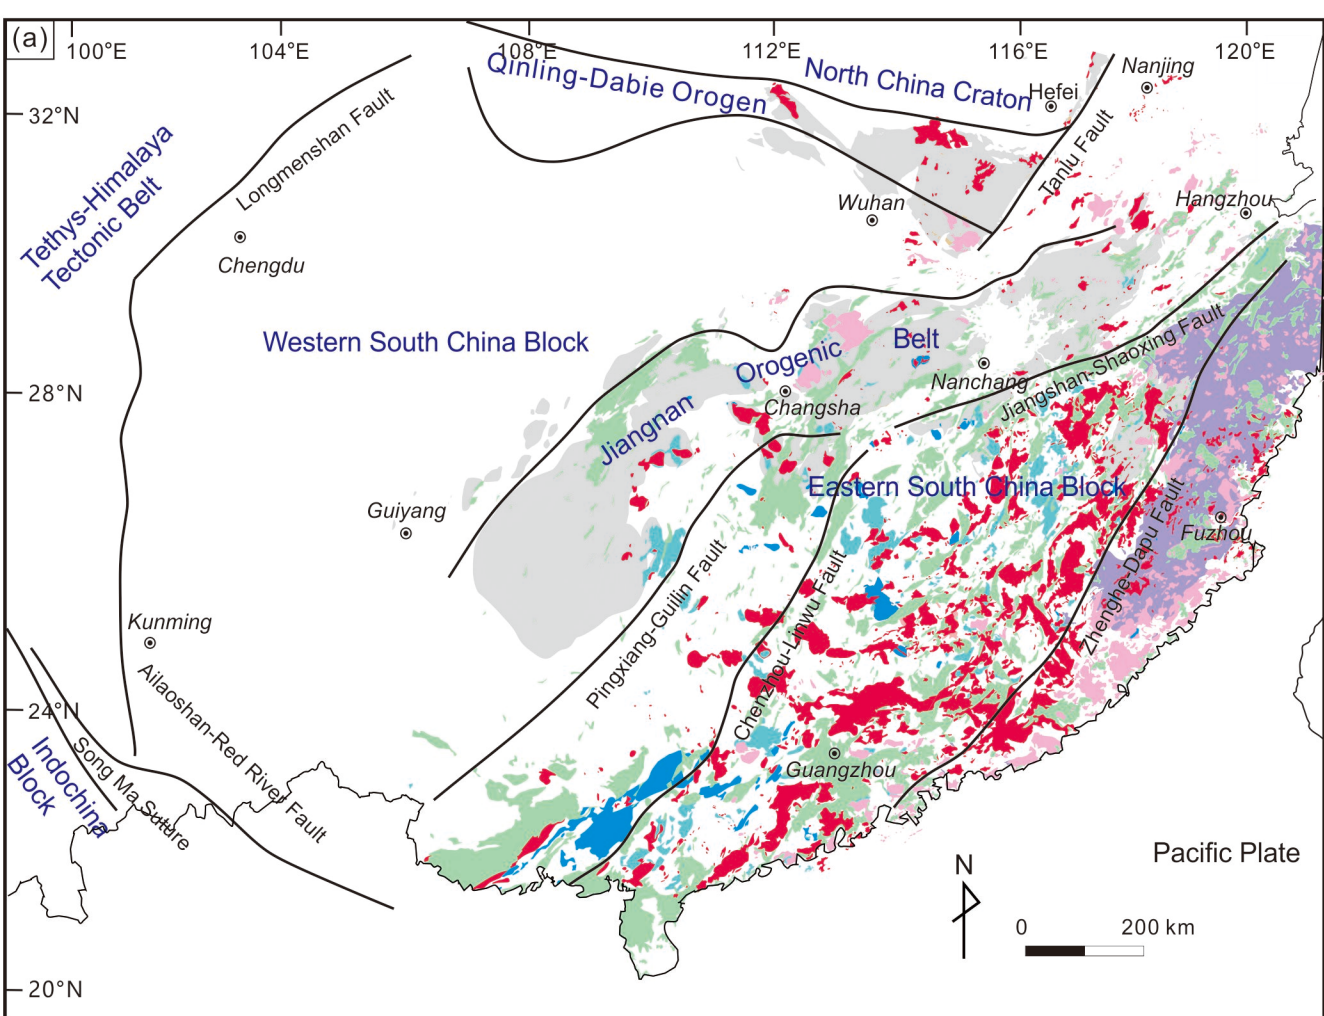 (a)
100°E
104°E
108°E
112°E
116°E
120°E
32°N
28°N
24°N
20°N
Qinling-Dabie Orogen
North China Craton
Hefei
Nanjing
Tethys-Himalaya
Tectonic Belt
Longmenshan Fault
Tanlu Fault
Chengdu
Wuhan
Hangzhou
Western South China Block
Jiangnan
Orogenic
Belt
Changsha
Nanchang
Jiangshan-Shaoxing Fault
Eastern South China Block
Guiyang
Fuzhou
Zhenghe-Dapu Fault
Pingxiang-Guilin Fault
Chenzhou-Linwu Fault
Kunming
Ailaoshan-Red River Fault
Song Ma Suture
Indochina
Block
Guangzhou
Pacific Plate
N
0
200 km